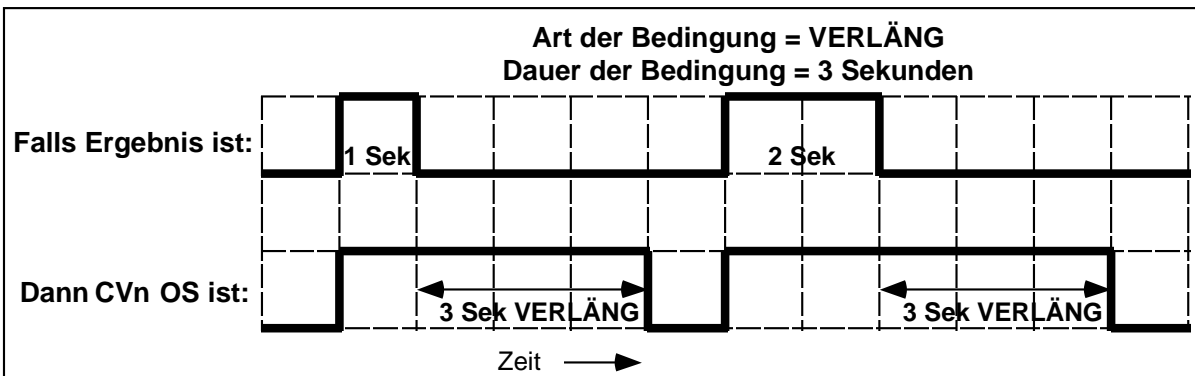 Art der Bedingung = VERLÄNG
Dauer der Bedingung = 3 Sekunden
Falls Ergebnis ist:
1 Sek
2 Sek
Dann CVn OS ist:
3 Sek VERLÄNG
3 Sek VERLÄNG
Zeit